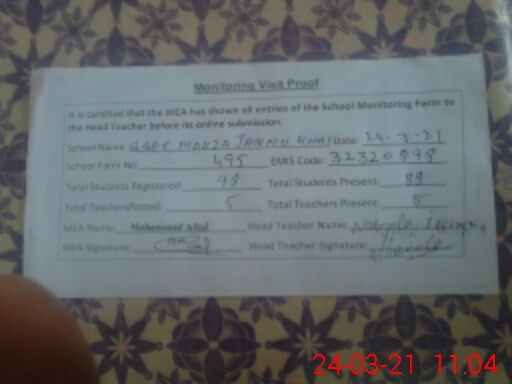 Monitoring Visit Proof
It is certified that the MEA has shown all entries of the School Monitoring Form to
the Head Teacher before its online submission.
School Name: GGPS Date: 24-3-21
School Form No: 495 EMIS Code: 32320898
Total Students Registered: 98 Total Students Present: 88
Total Teachers Posted: 5 Total Teachers Present: 5
MEA Name: Muhammad Afzal Head Teacher Name:
MEA Signature: Head Teacher Signature:
24-03-21 11:04